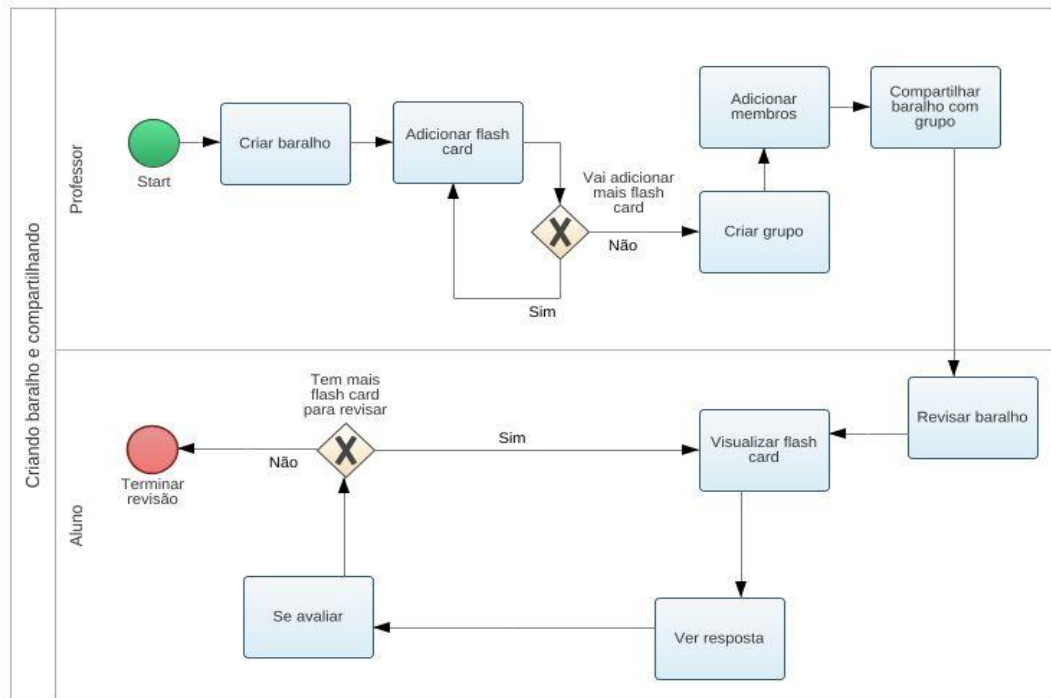 Criando baralho e compartilhando
Professor
Start
Criar baralho
Adicionar flash
card
Vai adicionar
mais flash
card
Não
Sim
Criar grupo
Adicionar
membros
Compartilhar
baralho com
grupo
Aluno
Revisar baralho
Visualizar flash
card
Ver resposta
Se avaliar
Tem mais
flash card
para revisar
Sim
Não
Terminar
revisão